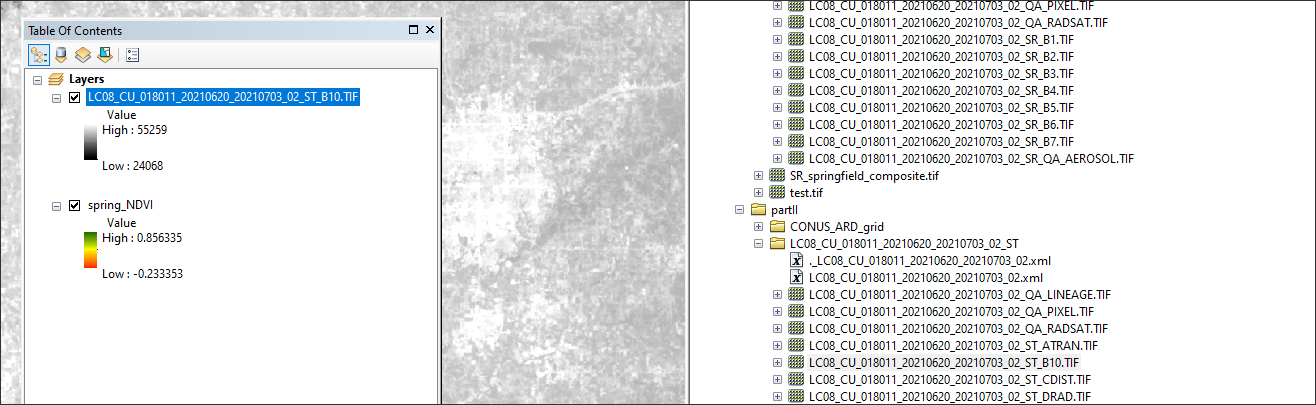 Table Of Contents
Layers
LC08_CU_018011_20210620_20210703_02_ST_B10.TIF
Value
High : 55259
Low : 24068
spring_NDVI
Value
High : 0.856335
Low : -0.233353
LC08_CU_018011_20210620_20210703_02_QA_PIXEL.TIF
LC08_CU_018011_20210620_20210703_02_QA_RADSAT.TIF
LC08_CU_018011_20210620_20210703_02_SR_B1.TIF
LC08_CU_018011_20210620_20210703_02_SR_B2.TIF
LC08_CU_018011_20210620_20210703_02_SR_B3.TIF
LC08_CU_018011_20210620_20210703_02_SR_B4.TIF
LC08_CU_018011_20210620_20210703_02_SR_B5.TIF
LC08_CU_018011_20210620_20210703_02_SR_B6.TIF
LC08_CU_018011_20210620_20210703_02_SR_B7.TIF
LC08_CU_018011_20210620_20210703_02_SR_QA_AEROSOL.TIF
SR_springfield_composite.tif
test.tif
partII
CONUS_ARD_grid
LC08_CU_018011_20210620_20210703_02_ST
._LC08_CU_018011_20210620_20210703_02.xml
LC08_CU_018011_20210620_20210703_02.xml
LC08_CU_018011_20210620_20210703_02_QA_LINEAGE.TIF
LC08_CU_018011_20210620_20210703_02_QA_PIXEL.TIF
LC08_CU_018011_20210620_20210703_02_QA_RADSAT.TIF
LC08_CU_018011_20210620_20210703_02_ST_ATRAN.TIF
LC08_CU_018011_20210620_20210703_02_ST_B10.TIF
LC08_CU_018011_20210620_20210703_02_ST_CDIST.TIF
LC08_CU_018011_20210620_20210703_02_ST_DRAD.TIF